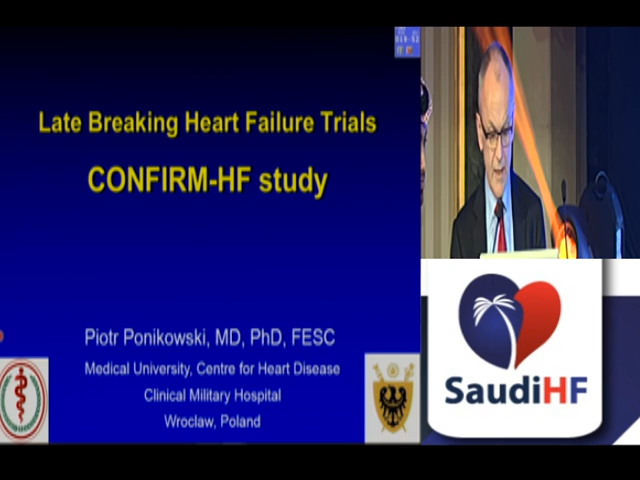 Late Breaking Heart Failure Trials
CONFIRM-HF study
Piotr Ponikowski, MD, PhD, FESC
Medical University, Centre for Heart Disease
Clinical Military Hospital
Wroclaw, Poland
SaudiHF